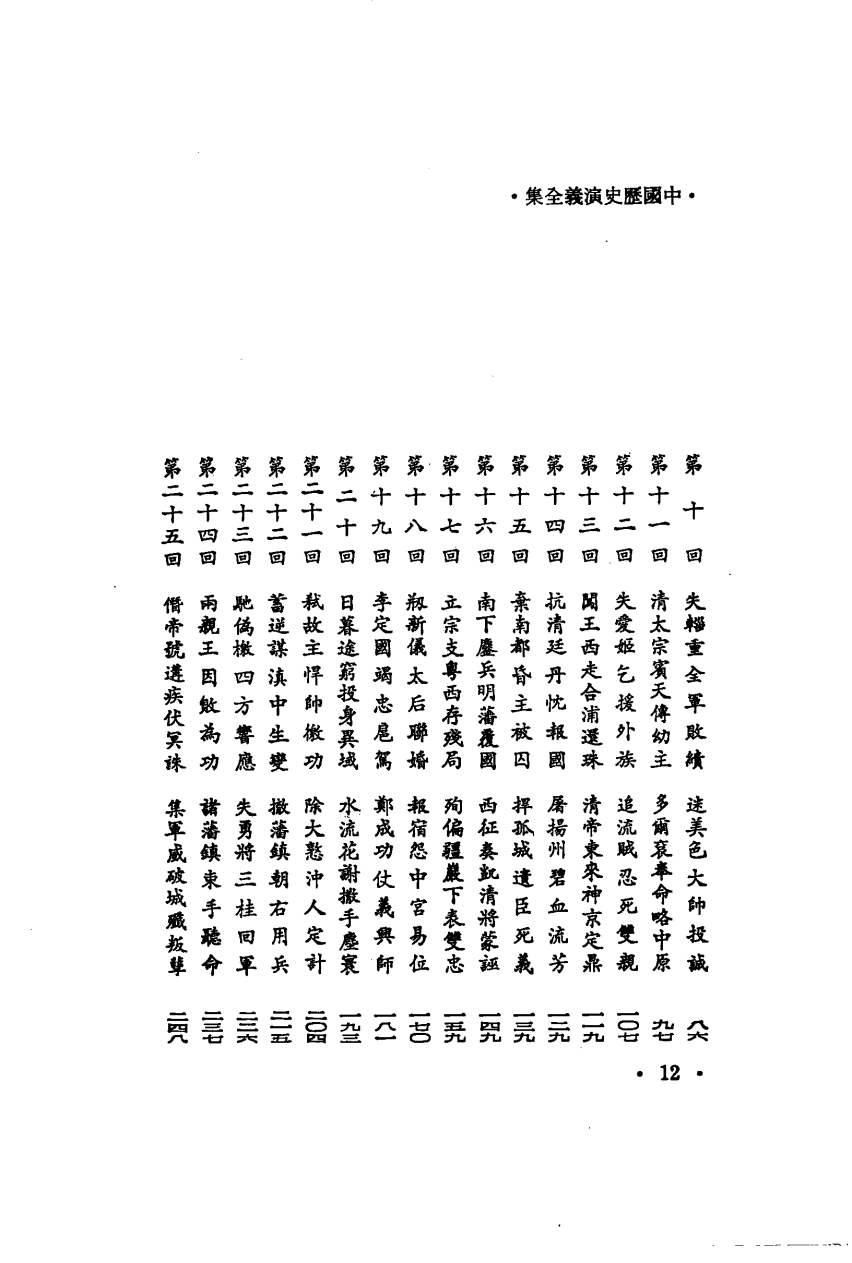 ·中國歷史演義全集·
第十回 失輜重全軍敗績 迷美色大帥投誠 八六
第十一回 清太宗賓天傳幼主 多爾袞奉命略中原 九七
第十二回 失愛姬乞援外族 追流賊忍死雙親 一〇七
第十三回 闖王西走合浦還珠 清帝東來神京定鼎 一一九
第十四回 抗清廷丹忱報國 屠揚州碧血流芳 一二九
第十五回 棄南都昏主被囚 捍孤城遺臣死義 一三九
第十六回 南下鏖兵明藩覆國 西征奏凱清將蒙誣 一四九
第十七回 立宗支粵西存殘局 殉偏疆巖下表雙忠 一五九
第十八回 刱新儀太后聯婚 報宿怨中宮易位 一七〇
第十九回 李定國竭忠扈駕 鄭成功仗義興師 一八一
第二十回 日暮途窮投身異域 水流花謝撒手塵寰 一九三
第二十一回 弒故主悍帥徼功 除大憝沖人定計 二〇四
第二十二回 蓄逆謀滇中生變 撤藩鎮朝右用兵 二一五
第二十三回 馳偽檄四方響應 失勇將三桂回軍 二二六
第二十四回 兩親王因敗為功 諸藩鎮束手聽命 二三七
第二十五回 僭帝號遘疾伏冥誅 集軍威破城殲叛孽 二四八
· 12 ·